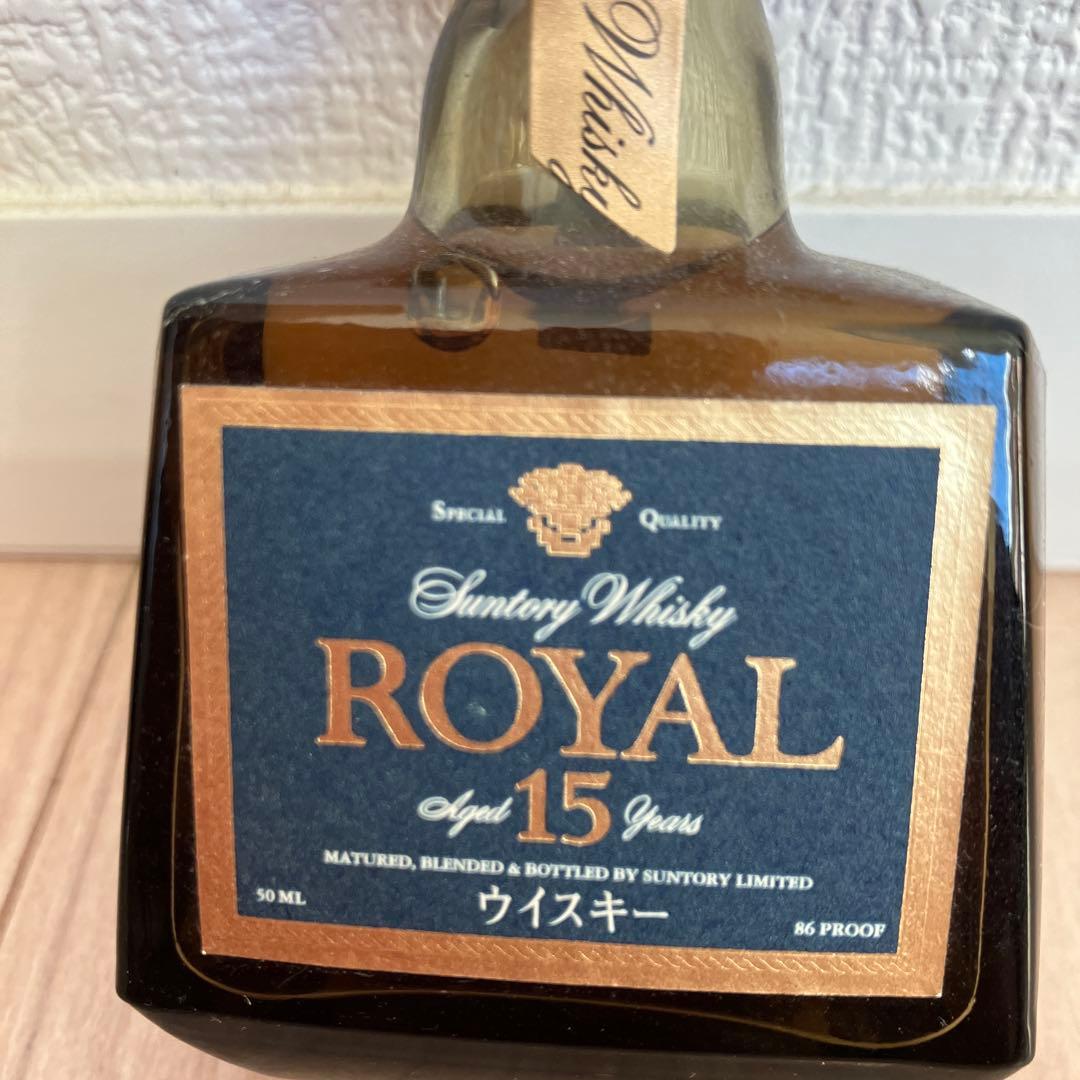 Whisky
SPECIAL QUALITY
Suntory Whisky
ROYAL
Aged 15 Years
MATURED, BLENDED & BOTTLED BY SUNTORY LIMITED
ウイスキー
50 ML
86 PROOF